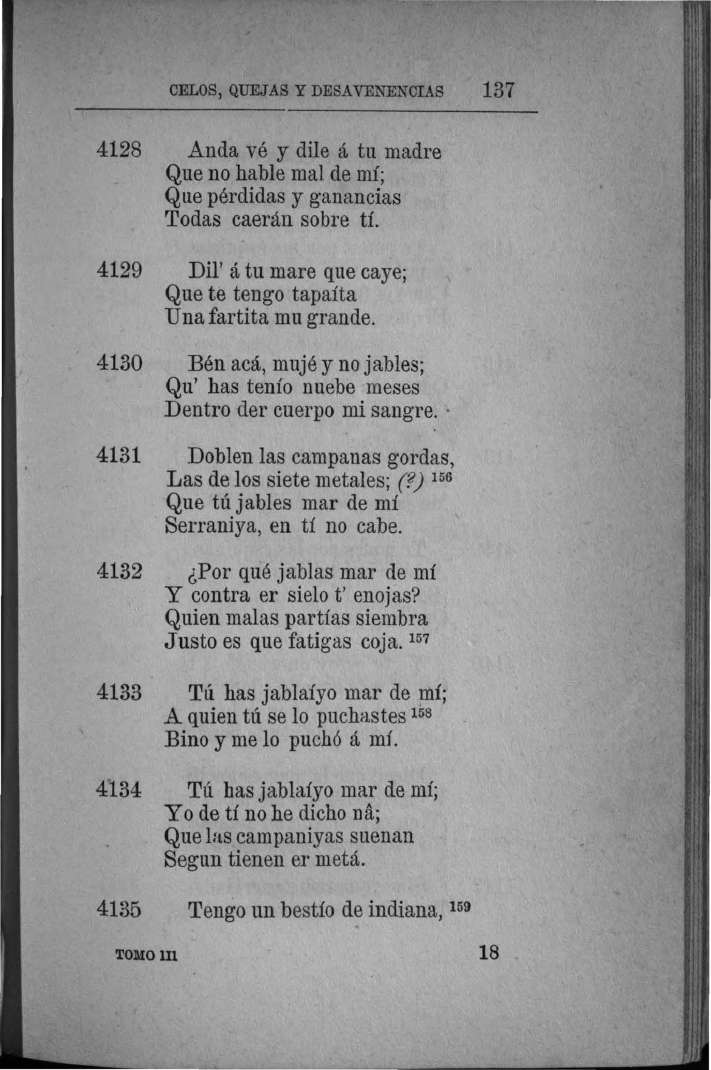 CELOS, QUEJAS Y DESAVENENCIAS 137
4128 Anda vé y dile á tu madre
Que no hable mal de mí;
Que pérdidas y ganancias
Todas caerán sobre tí.
4129 Dil' á tu mare que caye;
Que te tengo tapaíta
Una fartita mu grande.
4130 Bén acá, mujé y no jables;
Qu' has tenío nuebe meses
Dentro der cuerpo mi sangre.
4131 Doblen las campanas gordas,
Las de los siete metales; (?) 156
Que tú jables mar de mí
Serraniya, en tí no cabe.
4132 ¿Por qué jablas mar de mí
Y contra er sielo t' enojas?
Quien malas partías siembra
Justo es que fatigas coja. 157
4133 Tú has jablaíyo mar de mí;
A quien tú se lo puchastes 158
Bino y me lo puchó á mí.
4134 Tú has jablaíyo mar de mí;
Yo de tí no he dicho nâ;
Que las campaniyas suenan
Segun tienen er metá.
4135 Tengo un bestío de indiana, 159
TOMO III 18